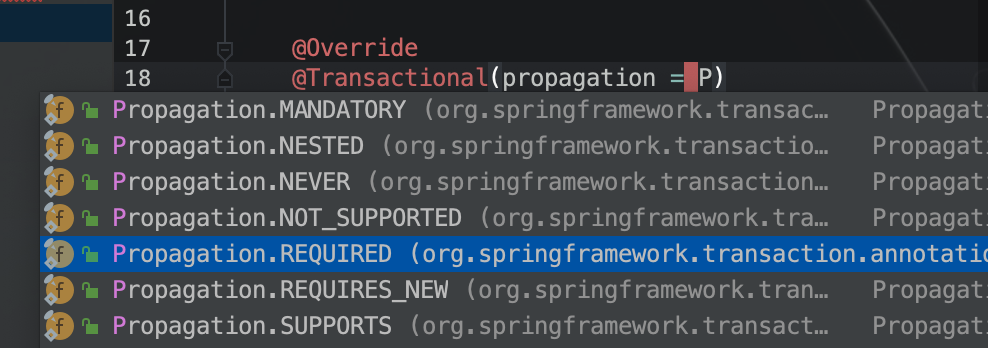 16
17 @Override
18 @Transactional(propagation = P)
Propagation.MANDATORY (org.springframework.transac… Propagati
Propagation.NESTED (org.springframework.transactio… Propagati
Propagation.NEVER (org.springframework.transaction… Propagati
Propagation.NOT_SUPPORTED (org.springframework.tra… Propagati
Propagation.REQUIRED (org.springframework.transaction.annotatio
Propagation.REQUIRES_NEW (org.springframework.tran… Propagati
Propagation.SUPPORTS (org.springframework.transact… Propagati